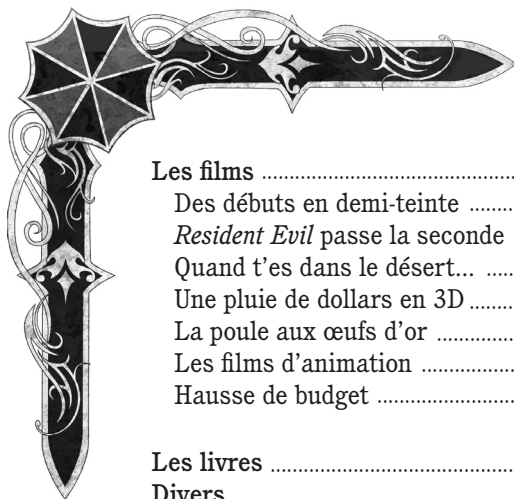 Les films ..........................................
Des débuts en demi-teinte ........
Resident Evil passe la seconde
Quand t'es dans le désert... .....
Une pluie de dollars en 3D ........
La poule aux œufs d'or ..............
Les films d'animation ................
Hausse de budget ........................

Les livres ..........................................
Divers